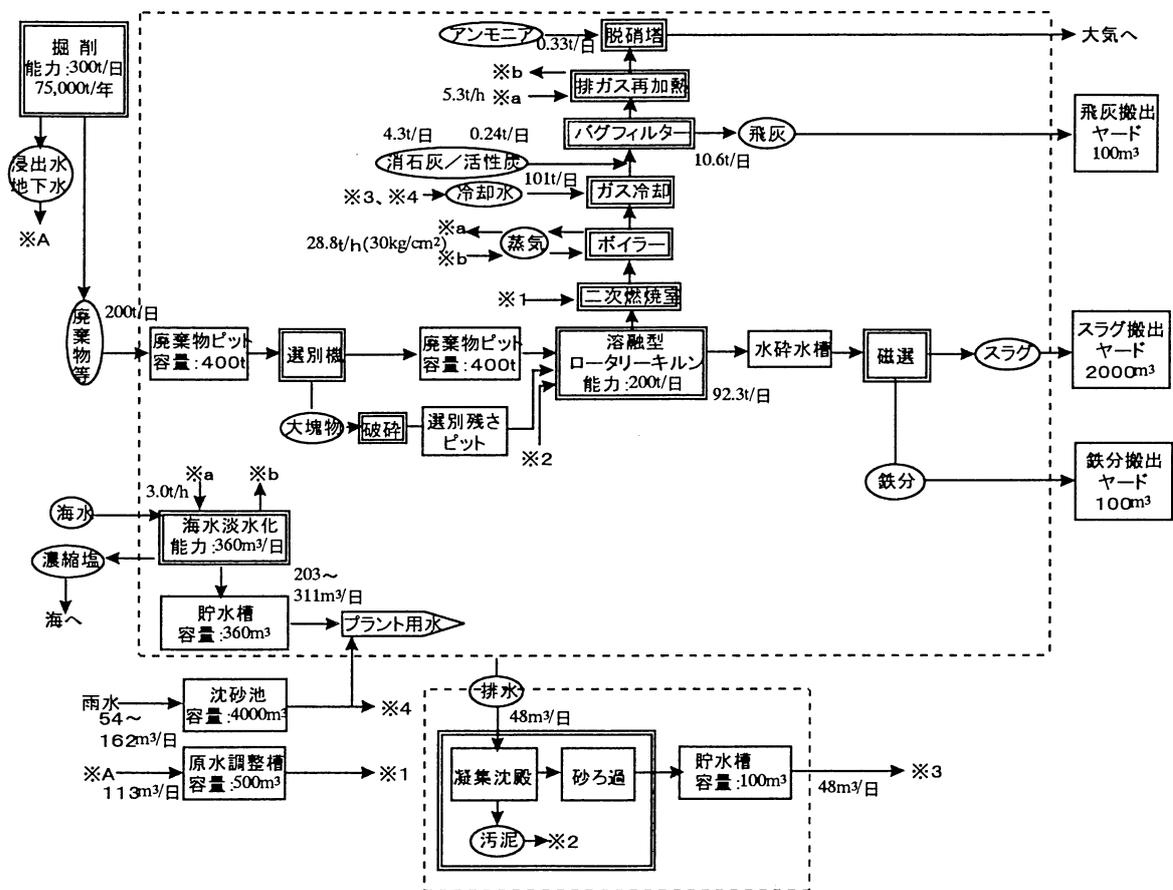 掘削
能力:300t/日
75,000t/年
浸出水
地下水
※A
廃棄物等
200t/日
アンモニア
0.33t/日
脱硝塔
大気へ
※b
5.3t/h ※a
排ガス再加熱
4.3t/日 0.24t/日
バグフィルター
飛灰
10.6t/日
飛灰搬出
ヤード
100m³
消石灰/活性炭
101t/日
※3、※4
冷却水
ガス冷却
※a
28.8t/h(30kg/cm²)
※b
蒸気
ボイラー
※1
二次燃焼室
廃棄物ピット
容量:400t
選別機
廃棄物ピット
容量:400t
溶融型
ロータリーキルン
能力:200t/日
92.3t/日
水砕水槽
磁選
スラグ
スラグ搬出
ヤード
2000m³
大塊物
破砕
選別残さ
ピット
※2
鉄分
鉄分搬出
ヤード
100m³
※a ※b
3.0t/h
海水
海水淡水化
能力:360m³/日
濃縮塩
海へ
貯水槽
容量:360m³
203~
311m³/日
プラント用水
雨水
54~
162m³/日
沈砂池
容量:4000m³
※4
※A
113m³/日
原水調整槽
容量:500m³
※1
排水
48m³/日
凝集沈殿
砂ろ過
貯水槽
容量:100m³
48m³/日
※3
汚泥
※2